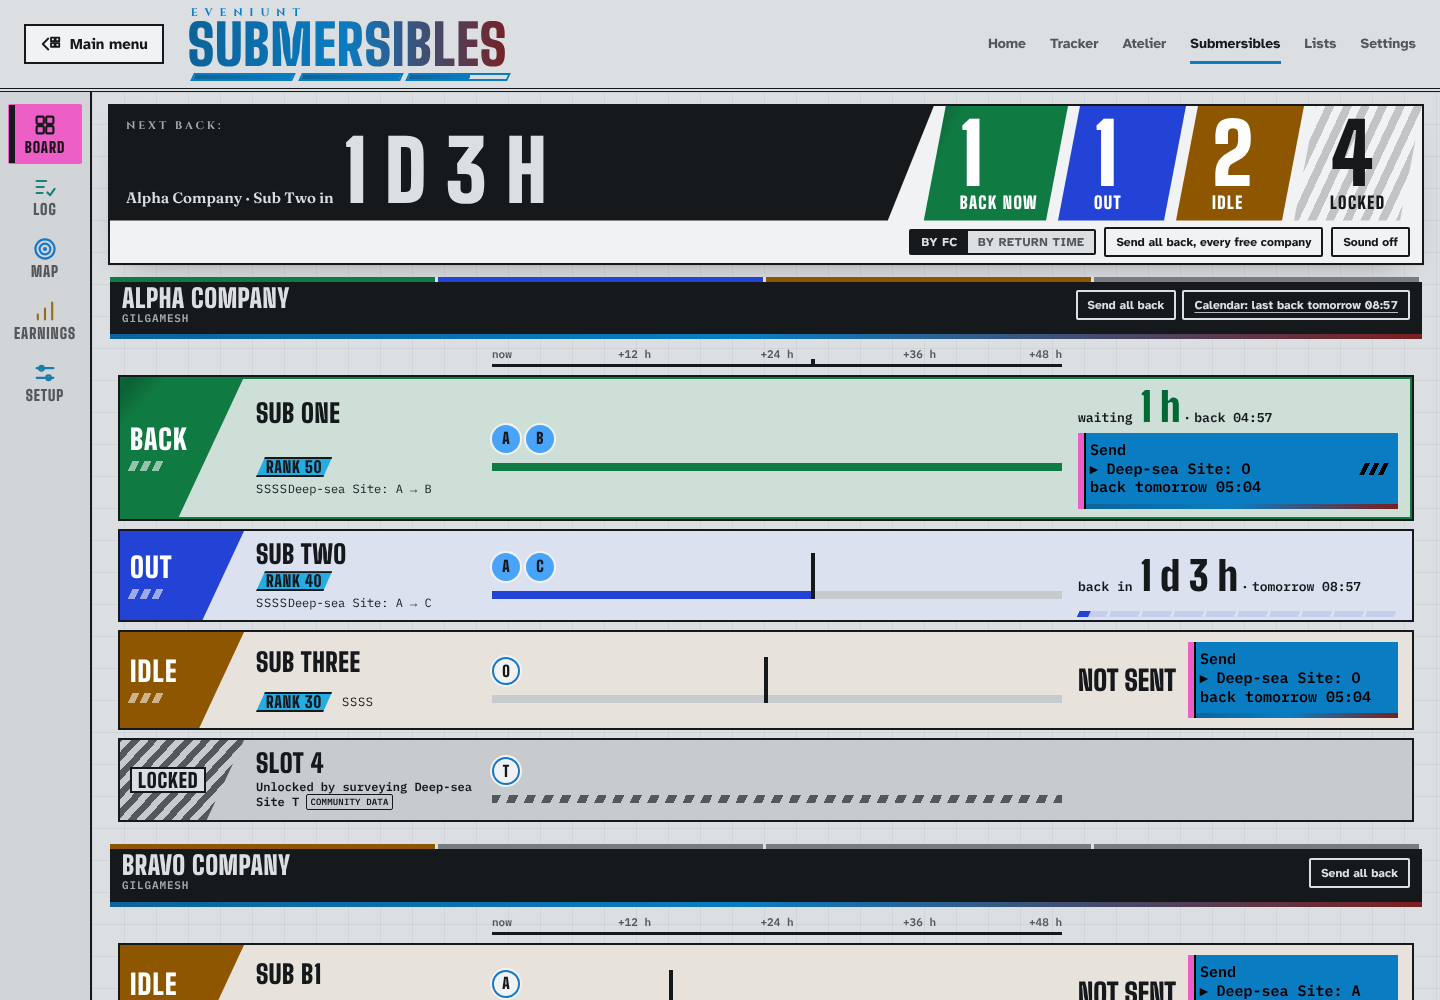 Main menu
EVENIUNT
SUBMERSIBLES
Home
Tracker
Atelier
Submersibles
Lists
Settings
BOARD
LOG
MAP
EARNINGS
SETUP
NEXT BACK:
Alpha Company · Sub Two in 1D3H
1
BACK NOW
1
OUT
2
IDLE
4
LOCKED
BY FC
BY RETURN TIME
Send all back, every free company
Sound off
ALPHA COMPANY
GILGAMESH
Send all back
Calendar: last back tomorrow 08:57
now
+12 h
+24 h
+36 h
+48 h
BACK
SUB ONE
RANK 50
SSSSDeep-sea Site: A → B
A
B
waiting 1h · back 04:57
Send
▶ Deep-sea Site: O
back tomorrow 05:04
OUT
SUB TWO
RANK 40
SSSSDeep-sea Site: A → C
A
C
back in 1d3h · tomorrow 08:57
IDLE
SUB THREE
RANK 30
SSSS
O
NOT SENT
Send
▶ Deep-sea Site: O
back tomorrow 05:04
LOCKED
SLOT 4
Unlocked by surveying Deep-sea
Site T COMMUNITY DATA
T
BRAVO COMPANY
GILGAMESH
Send all back
now
+12 h
+24 h
+36 h
+48 h
IDLE
SUB B1
A
NOT SENT
Send
▶ Deep-sea Site: A